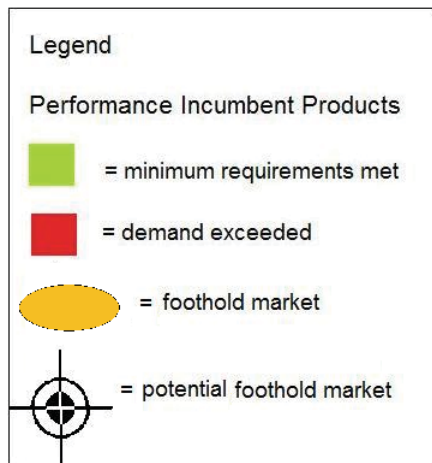 Legend
Performance Incumbent Products
= minimum requirements met
= demand exceeded
= foothold market
= potential foothold market